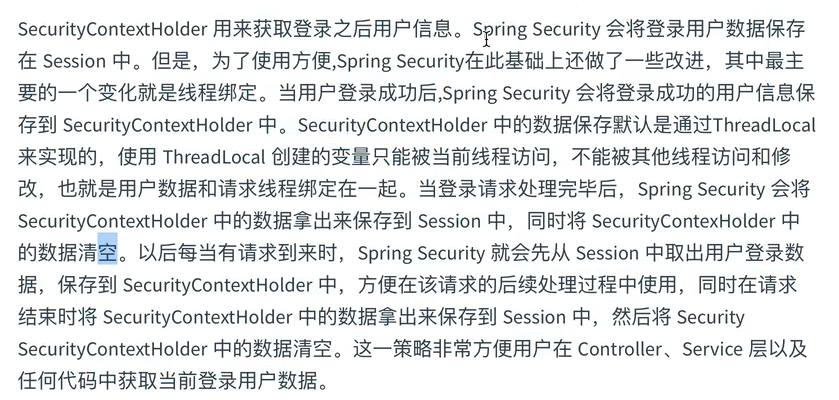 SecurityContextHolder 用来获取登录之后用户信息。Spring Security 会将登录用户数据保存
在 Session 中。但是，为了使用方便,Spring Security在此基础上还做了一些改进，其中最主
要的一个变化就是线程绑定。当用户登录成功后,Spring Security 会将登录成功的用户信息保
存到 SecurityContextHolder 中。SecurityContextHolder 中的数据保存默认是通过ThreadLocal
来实现的，使用 ThreadLocal 创建的变量只能被当前线程访问，不能被其他线程访问和修
改，也就是用户数据和请求线程绑定在一起。当登录请求处理完毕后，Spring Security 会将
SecurityContextHolder 中的数据拿出来保存到 Session 中，同时将 SecurityContexHolder 中
的数据清空。以后每当有请求到来时，Spring Security 就会先从 Session 中取出用户登录数
据，保存到 SecurityContextHolder 中，方便在该请求的后续处理过程中使用，同时在请求
结束时将 SecurityContextHolder 中的数据拿出来保存到 Session 中，然后将 Security
SecurityContextHolder 中的数据清空。这一策略非常方便用户在 Controller、Service 层以及
任何代码中获取当前登录用户数据。